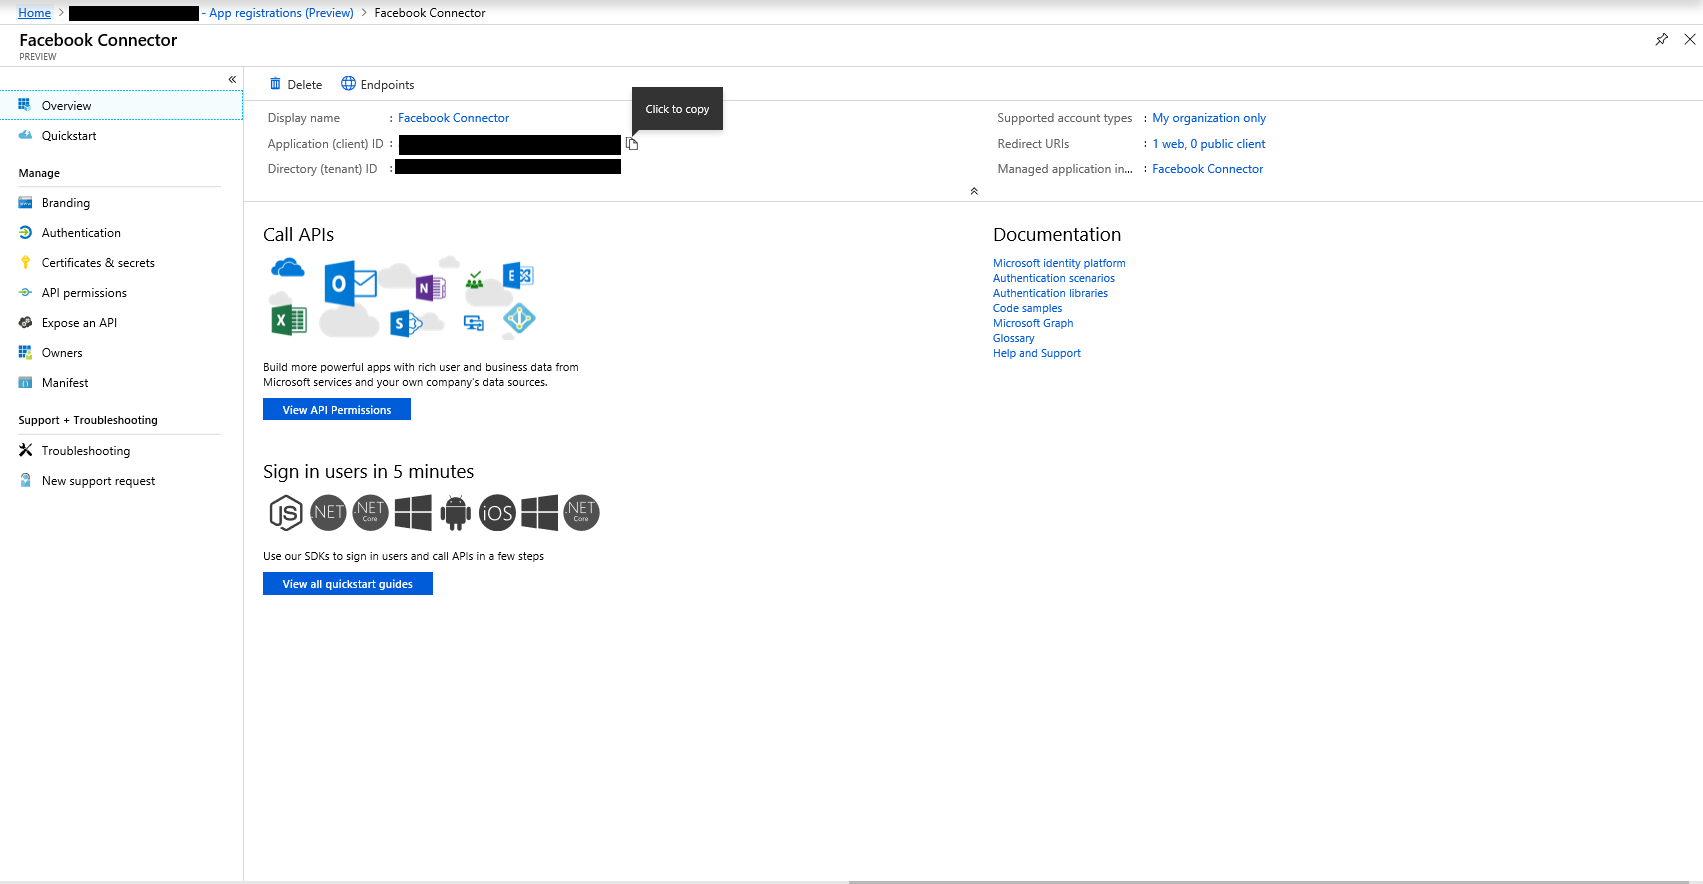 Home > - App registrations (Preview) > Facebook Connector
Facebook Connector
PREVIEW
«
Overview
Quickstart
Manage
Branding
Authentication
Certificates & secrets
API permissions
Expose an API
Owners
Manifest
Support + Troubleshooting
Troubleshooting
New support request
Delete Endpoints
Click to copy
Display name : Facebook Connector
Application (client) ID :
Directory (tenant) ID :
Supported account types : My organization only
Redirect URIs : 1 web, 0 public client
Managed application in... : Facebook Connector
Call APIs
O
N
E
X
S
Build more powerful apps with rich user and business data from
Microsoft services and your own company's data sources.
View API Permissions
Sign in users in 5 minutes
JS .NET .NET Core iOS .NET Core
Use our SDKs to sign in users and call APIs in a few steps
View all quickstart guides
Documentation
Microsoft identity platform
Authentication scenarios
Authentication libraries
Code samples
Microsoft Graph
Glossary
Help and Support